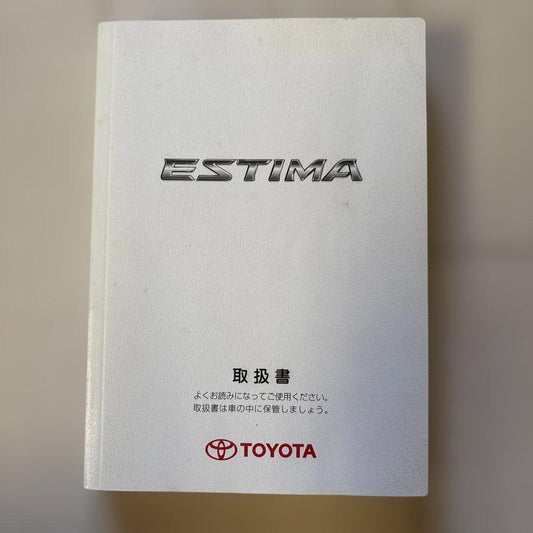 ESTIMA
取扱書
よくお読みになってご使用ください。
取扱書は車の中に保管しましょう。
TOYOTA